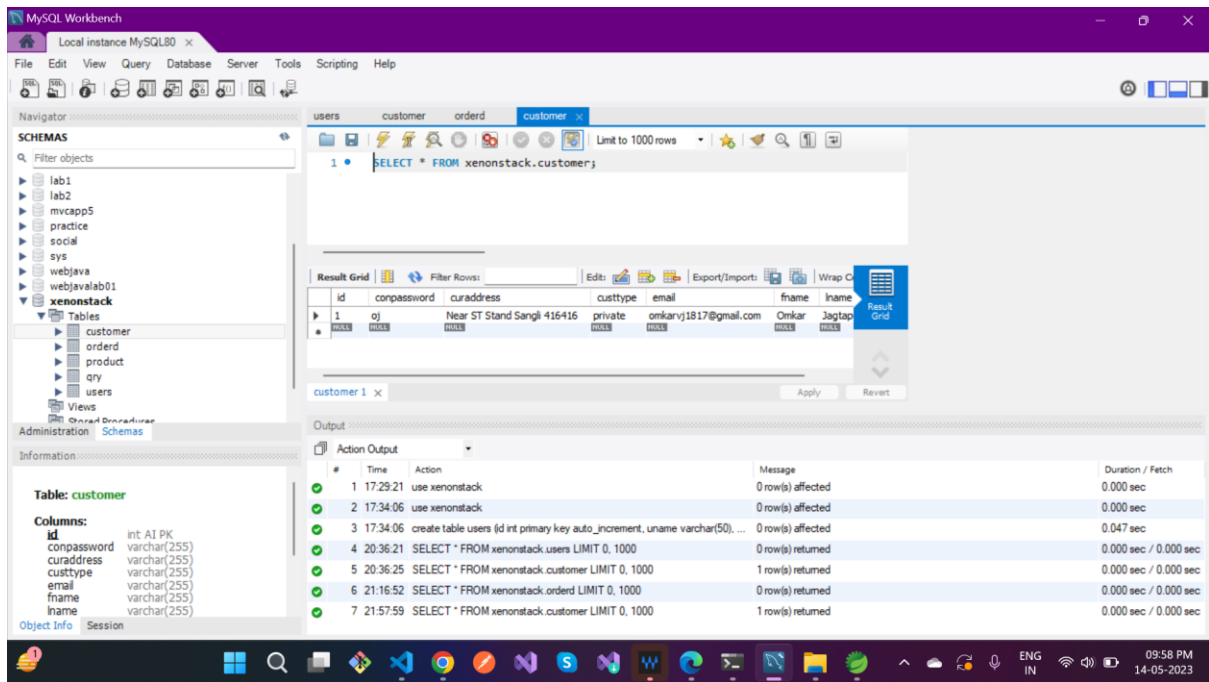 MySQL Workbench
Local instance MySQL80
File Edit View Query Database Server Tools Scripting Help
Navigator
SCHEMAS
Filter objects
lab1
lab2
mvcapp5
practice
social
sys
webjava
webjavalab01
xenonstack
Tables
customer
orderd
product
qry
users
Views
Stored Procedures
Administration Schemas
Information
Table: customer
Columns:
id int AI PK
conpassword varchar(255)
curaddress varchar(255)
custtype varchar(255)
email varchar(255)
fname varchar(255)
lname varchar(255)
Object Info Session
users customer orderd customer
Limit to 1000 rows
1 SELECT * FROM xenonstack.customer;
Result Grid Filter Rows: Edit: Export/Import: Wrap C
id conpassword curaddress custtype email fname lname
1 oj Near ST Stand Sangli 416416 private omkarvj1817@gmail.com Omkar Jagtap
NULL NULL NULL NULL NULL NULL NULL
Result
Grid
customer 1
Apply Revert
Output
Action Output
# Time Action Message Duration / Fetch
1 17:29:21 use xenonstack 0 row(s) affected 0.000 sec
2 17:34:06 use xenonstack 0 row(s) affected 0.000 sec
3 17:34:06 create table users (id int primary key auto_increment, uname varchar(50), ... 0 row(s) affected 0.047 sec
4 20:36:21 SELECT * FROM xenonstack.users LIMIT 0, 1000 0 row(s) returned 0.000 sec / 0.000 sec
5 20:36:25 SELECT * FROM xenonstack.customer LIMIT 0, 1000 1 row(s) returned 0.000 sec / 0.000 sec
6 21:16:52 SELECT * FROM xenonstack.orderd LIMIT 0, 1000 0 row(s) returned 0.000 sec / 0.000 sec
7 21:57:59 SELECT * FROM xenonstack.customer LIMIT 0, 1000 1 row(s) returned 0.000 sec / 0.000 sec
1
ENG
IN
09:58 PM
14-05-2023